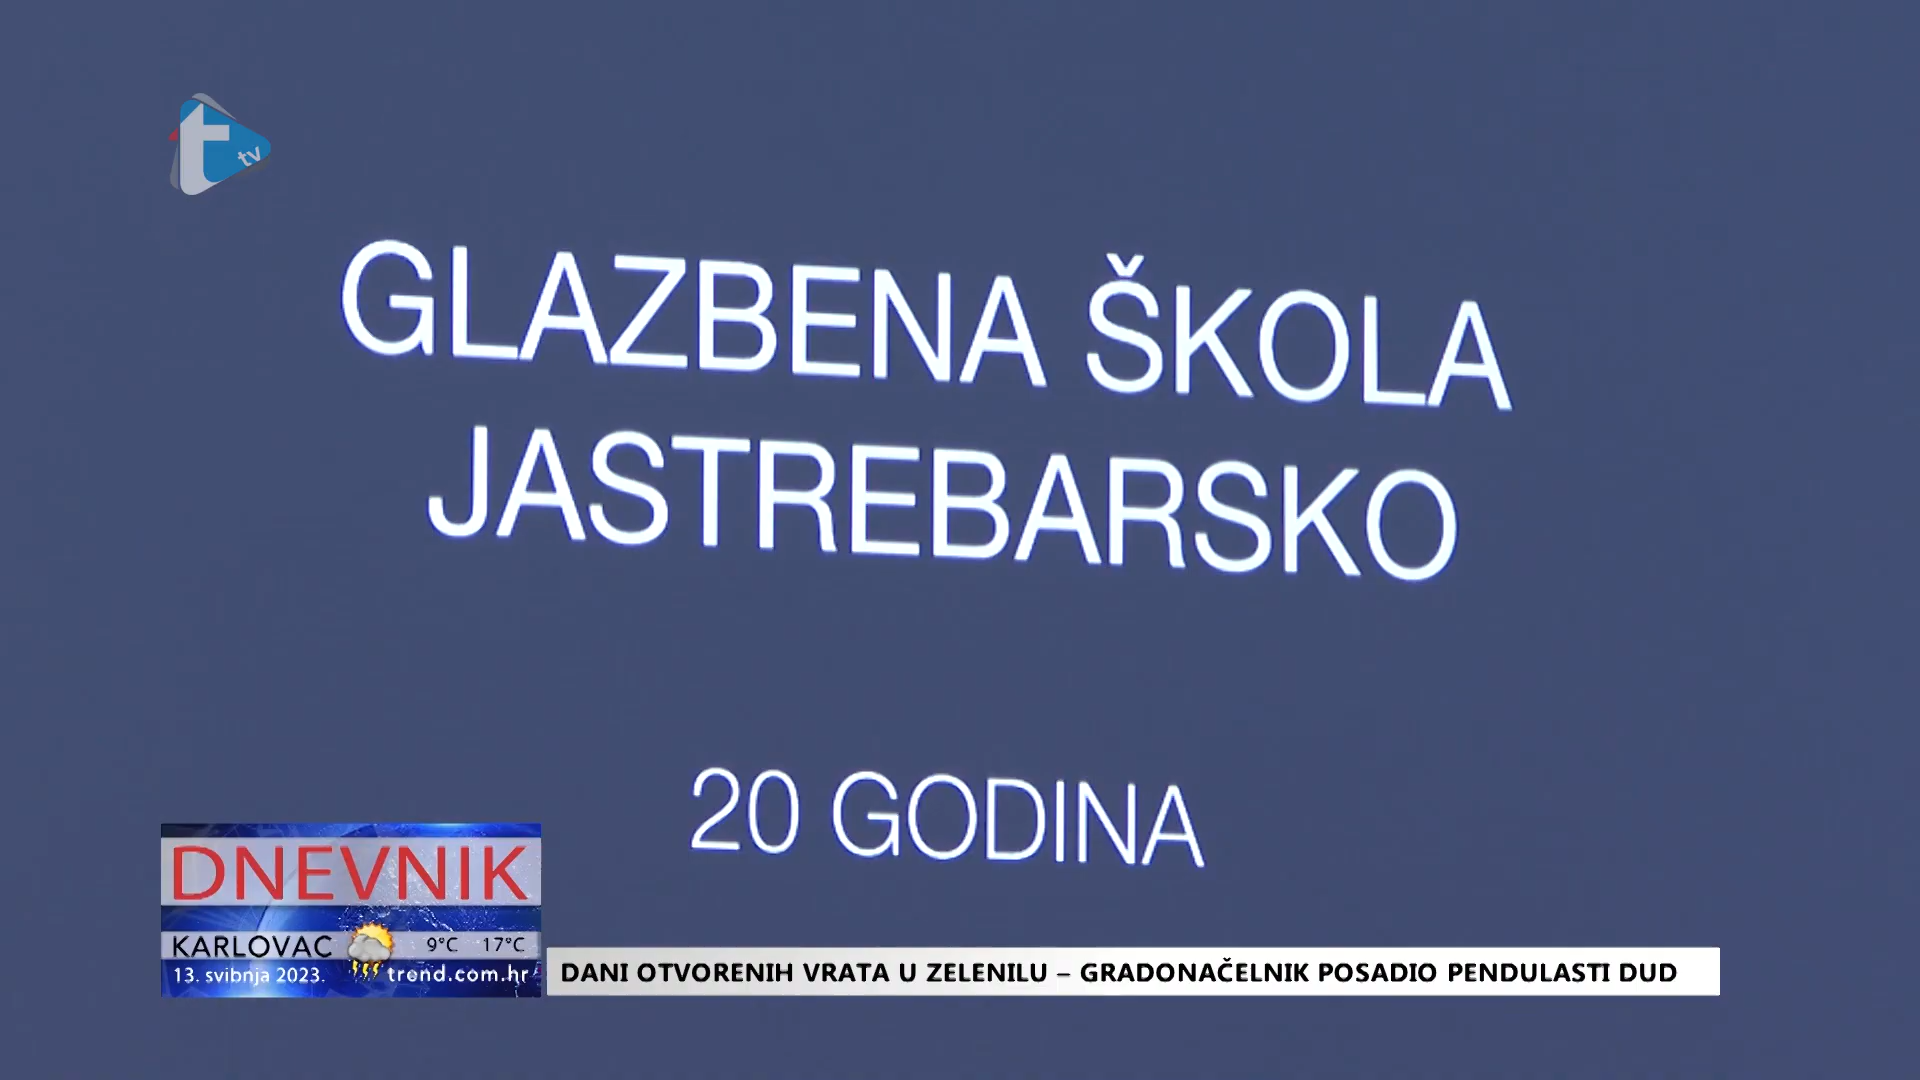 t tv
GLAZBENA ŠKOLA
JASTREBARSKO
20 GODINA
DNEVNIK
KARLOVAC 9°C 17°C
13. svibnja 2023. trend.com.hr
DANI OTVORENIH VRATA U ZELENILU – GRADONAČELNIK POSADIO PENDULASTI DUD